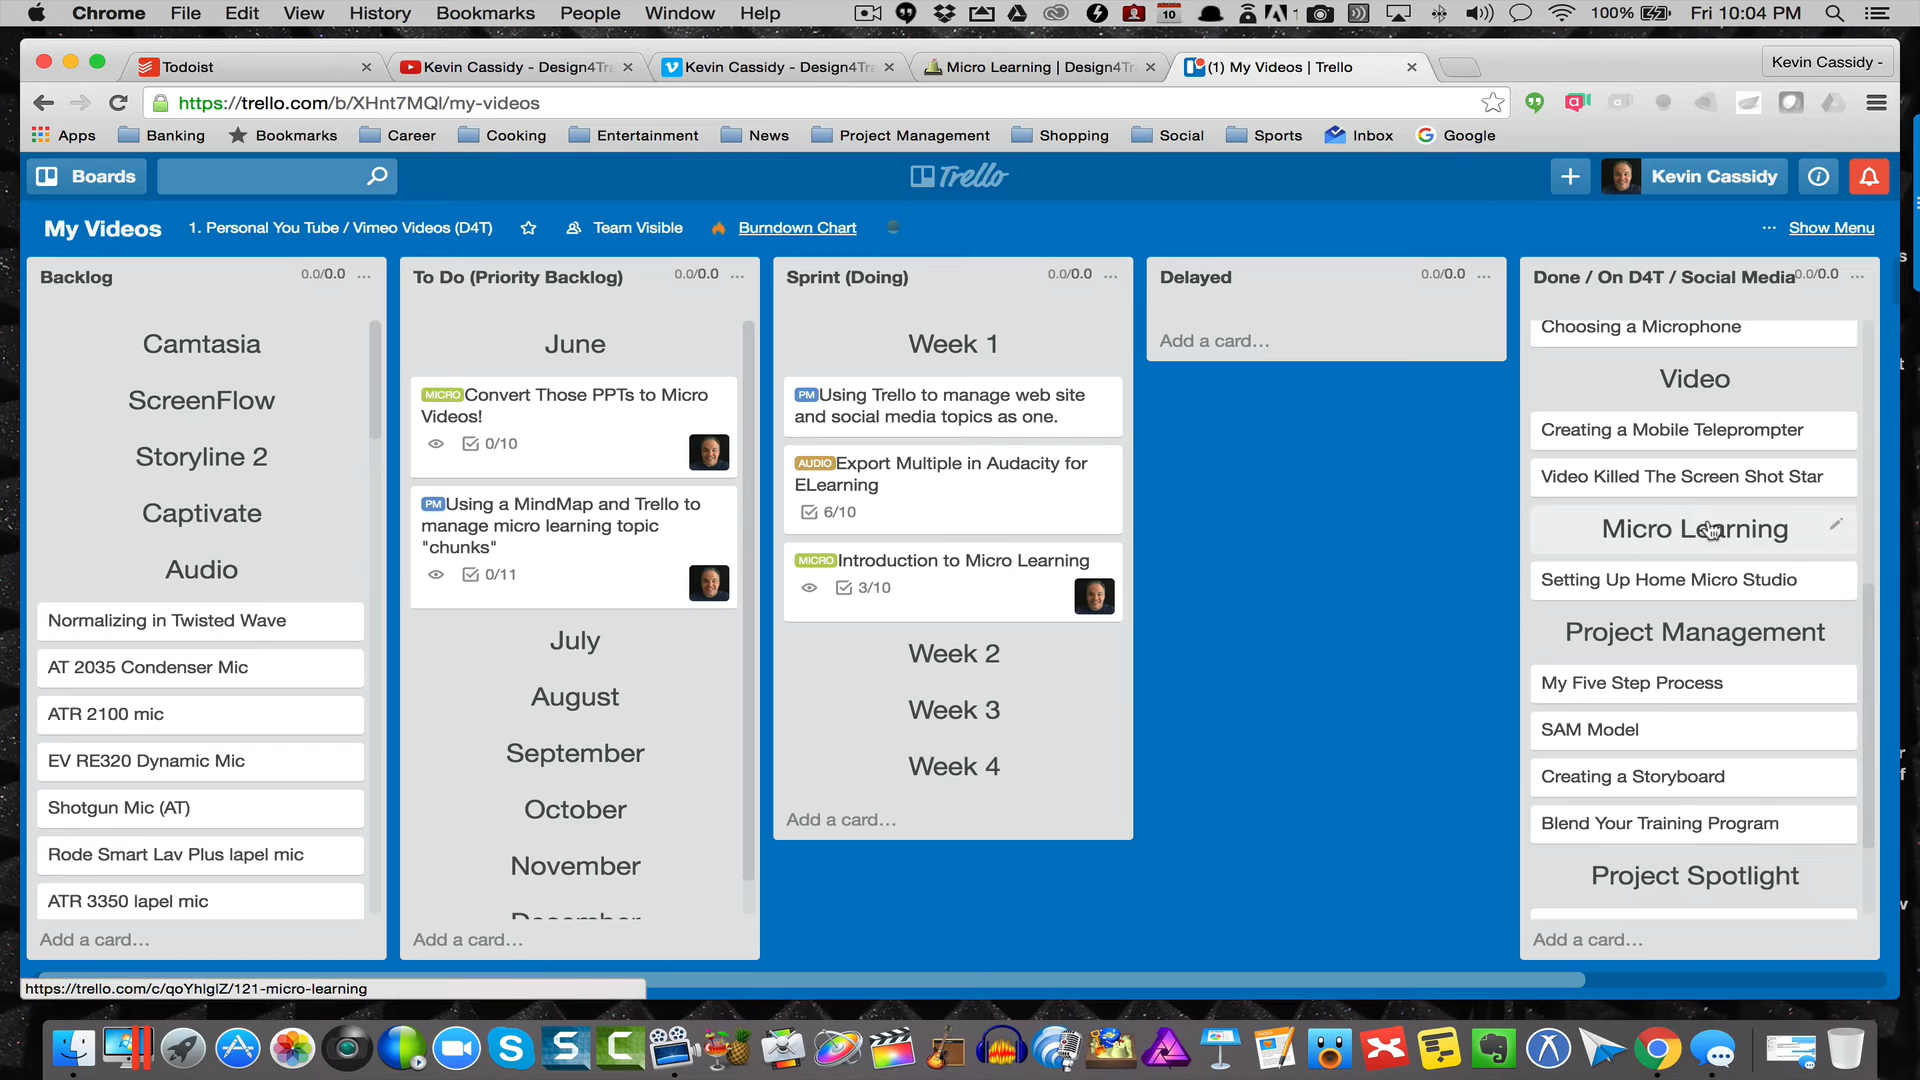 Chrome File Edit View History Bookmarks People Window Help 10 1 100% Fri 10:04 PM
Todoist Kevin Cassidy - Design4Tra Kevin Cassidy - Design4Tra Micro Learning | Design4Tr (1) My Videos | Trello Kevin Cassidy -
https://trello.com/b/XHnt7MQl/my-videos
Apps Banking Bookmarks Career Cooking Entertainment News Project Management Shopping Social Sports Inbox Google
Boards Trello Kevin Cassidy
My Videos 1. Personal You Tube / Vimeo Videos (D4T) Team Visible Burndown Chart ... Show Menu
Backlog 0.0/0.0 ...
Camtasia
ScreenFlow
Storyline 2
Captivate
Audio
Normalizing in Twisted Wave
AT 2035 Condenser Mic
ATR 2100 mic
EV RE320 Dynamic Mic
Shotgun Mic (AT)
Rode Smart Lav Plus lapel mic
ATR 3350 lapel mic
Add a card...
To Do (Priority Backlog) 0.0/0.0 ...
June
MICRO Convert Those PPTs to Micro
Videos!
0/10
PM Using a MindMap and Trello to
manage micro learning topic
"chunks"
0/11
July
August
September
October
November
December
Add a card...
Sprint (Doing) 0.0/0.0 ...
Week 1
PM Using Trello to manage web site
and social media topics as one.
AUDIO Export Multiple in Audacity for
ELearning
6/10
MICRO Introduction to Micro Learning
3/10
Week 2
Week 3
Week 4
Add a card...
Delayed 0.0/0.0 ...
Add a card...
Done / On D4T / Social Media 0.0/0.0 ...
Choosing a Microphone
Video
Creating a Mobile Teleprompter
Video Killed The Screen Shot Star
Micro Learning
Setting Up Home Micro Studio
Project Management
My Five Step Process
SAM Model
Creating a Storyboard
Blend Your Training Program
Project Spotlight
Add a card...
https://trello.com/c/qoYhlglZ/121-micro-learning